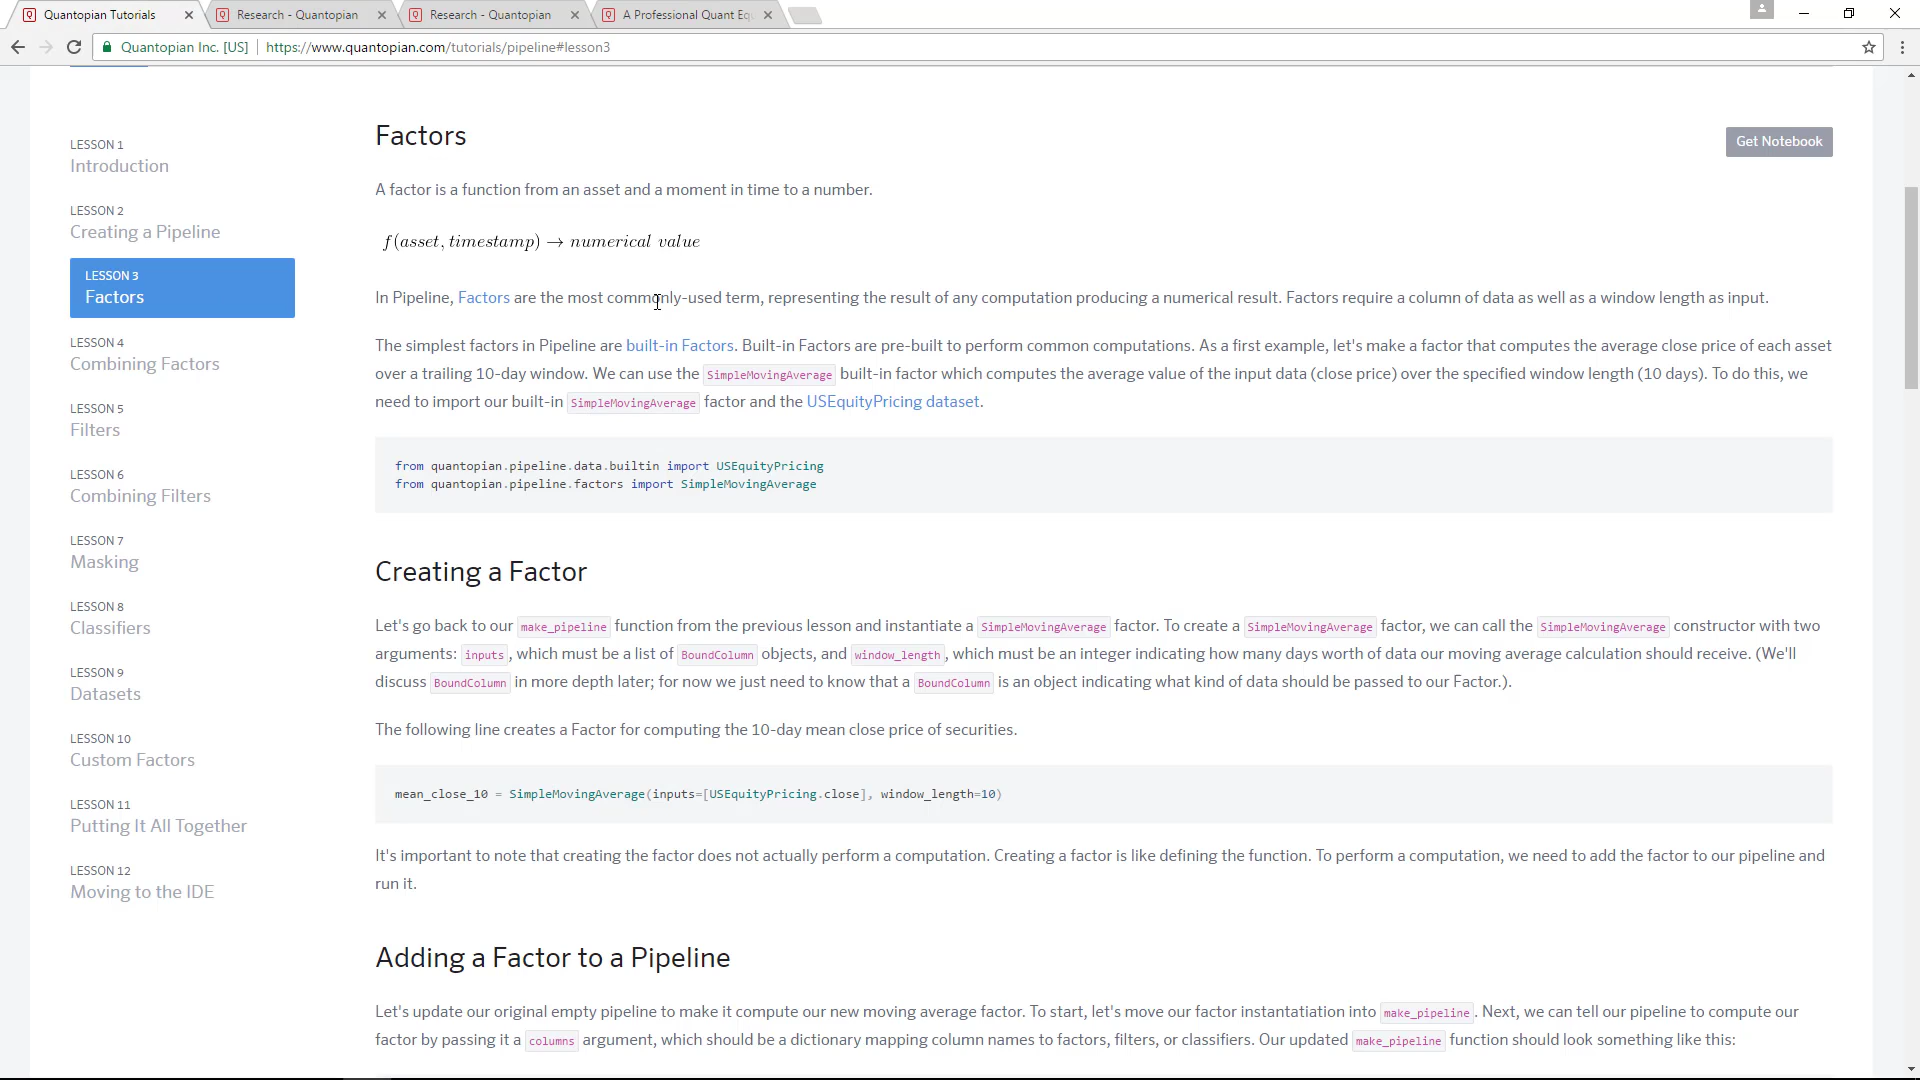 Quantopian Tutorials
Research - Quantopian
Research - Quantopian
A Professional Quant Eq
Quantopian Inc. [US] https://www.quantopian.com/tutorials/pipeline#lesson3
LESSON 1
Introduction
LESSON 2
Creating a Pipeline
LESSON 3
Factors
LESSON 4
Combining Factors
LESSON 5
Filters
LESSON 6
Combining Filters
LESSON 7
Masking
LESSON 8
Classifiers
LESSON 9
Datasets
LESSON 10
Custom Factors
LESSON 11
Putting It All Together
LESSON 12
Moving to the IDE
Factors
Get Notebook
A factor is a function from an asset and a moment in time to a number.
f(asset, timestamp) → numerical value
In Pipeline, Factors are the most commonly-used term, representing the result of any computation producing a numerical result. Factors require a column of data as well as a window length as input.
The simplest factors in Pipeline are built-in Factors. Built-in Factors are pre-built to perform common computations. As a first example, let's make a factor that computes the average close price of each asset
over a trailing 10-day window. We can use the SimpleMovingAverage built-in factor which computes the average value of the input data (close price) over the specified window length (10 days). To do this, we
need to import our built-in SimpleMovingAverage factor and the USEquityPricing dataset.
from quantopian.pipeline.data.builtin import USEquityPricing
from quantopian.pipeline.factors import SimpleMovingAverage
Creating a Factor
Let's go back to our make_pipeline function from the previous lesson and instantiate a SimpleMovingAverage factor. To create a SimpleMovingAverage factor, we can call the SimpleMovingAverage constructor with two
arguments: inputs, which must be a list of BoundColumn objects, and window_length, which must be an integer indicating how many days worth of data our moving average calculation should receive. (We'll
discuss BoundColumn in more depth later; for now we just need to know that a BoundColumn is an object indicating what kind of data should be passed to our Factor.).
The following line creates a Factor for computing the 10-day mean close price of securities.
mean_close_10 = SimpleMovingAverage(inputs=[USEquityPricing.close], window_length=10)
It's important to note that creating the factor does not actually perform a computation. Creating a factor is like defining the function. To perform a computation, we need to add the factor to our pipeline and
run it.
Adding a Factor to a Pipeline
Let's update our original empty pipeline to make it compute our new moving average factor. To start, let's move our factor instantatiation into make_pipeline. Next, we can tell our pipeline to compute our
factor by passing it a columns argument, which should be a dictionary mapping column names to factors, filters, or classifiers. Our updated make_pipeline function should look something like this: